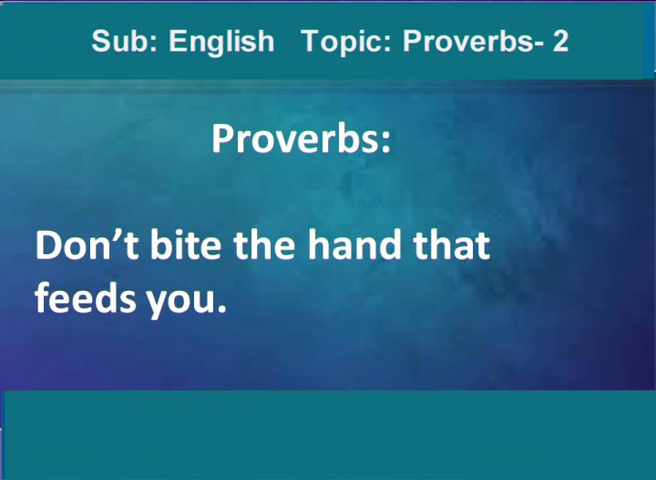 Sub: English Topic: Proverbs- 2
Proverbs:
Don’t bite the hand that
feeds you.